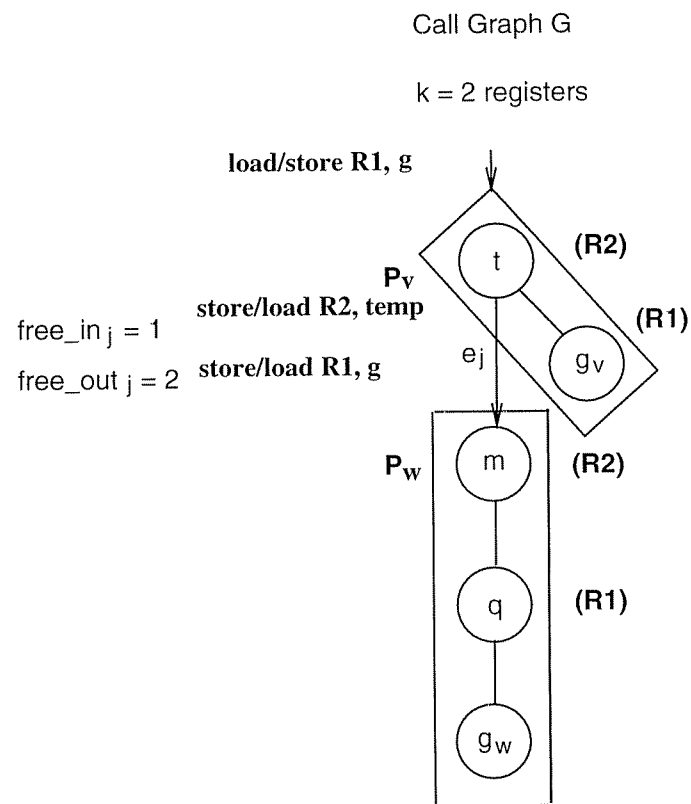 Call Graph G
k = 2 registers
load/store R1, g
(R2)
t
Pv
store/load R2, temp
(R1)
free_in j = 1
gv
ej
free_out j = 2
store/load R1, g
Pw
m
(R2)
q
(R1)
gw